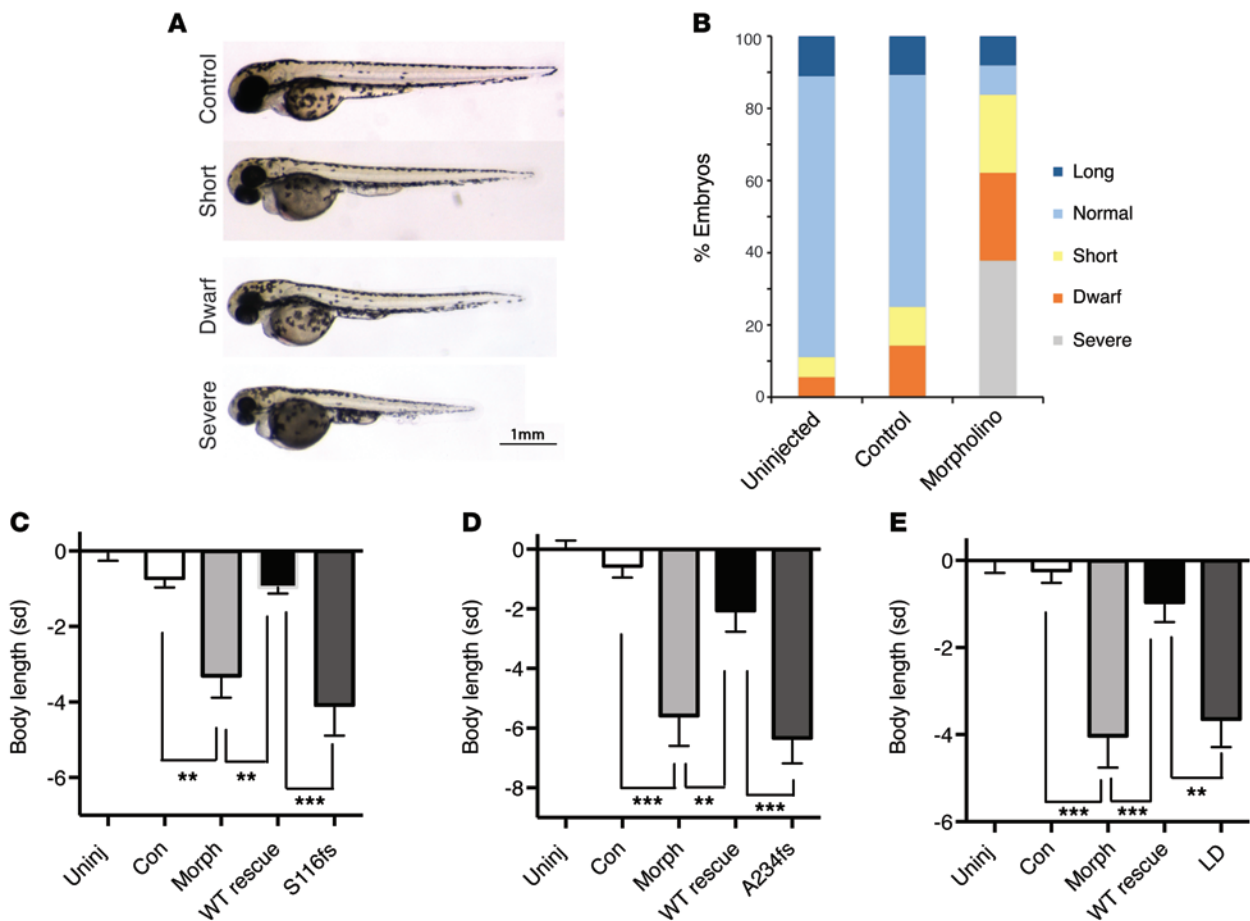 A
Control
Short
Dwarf
Severe
1mm
B
% Embryos
100
80
60
40
20
0
Uninjected
Control
Morpholino
Long
Normal
Short
Dwarf
Severe
C
Body length (sd)
0
-2
-4
-6
** ** ***
Uninj
Con
Morph
WT rescue
S116fs
D
Body length (sd)
0
-2
-4
-6
-8
*** ** ***
Uninj
Con
Morph
WT rescue
A234fs
E
Body length (sd)
0
-2
-4
-6
*** *** **
Uninj
Con
Morph
WT rescue
LD